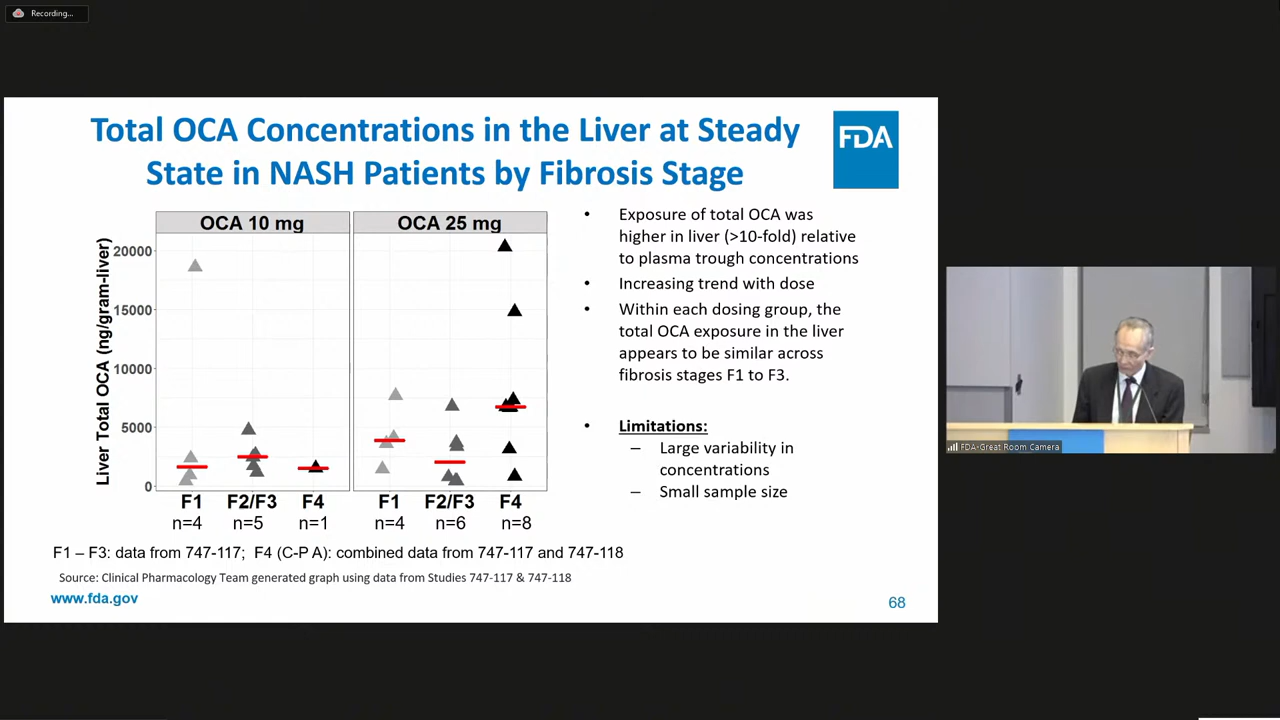 Recording...
Total OCA Concentrations in the Liver at Steady
State in NASH Patients by Fibrosis Stage
FDA
OCA 10 mg
OCA 25 mg
Liver Total OCA (ng/gram-liver)
20000
15000
10000
5000
0
F1 F2/F3 F4 F1 F2/F3 F4
n=4 n=5 n=1 n=4 n=6 n=8
F1 – F3: data from 747-117; F4 (C-P A): combined data from 747-117 and 747-118
Source: Clinical Pharmacology Team generated graph using data from Studies 747-117 & 747-118
www.fda.gov
• Exposure of total OCA was
higher in liver (>10-fold) relative
to plasma trough concentrations
• Increasing trend with dose
• Within each dosing group, the
total OCA exposure in the liver
appears to be similar across
fibrosis stages F1 to F3.
• Limitations:
– Large variability in
concentrations
– Small sample size
68
FDA-Great Room Camera